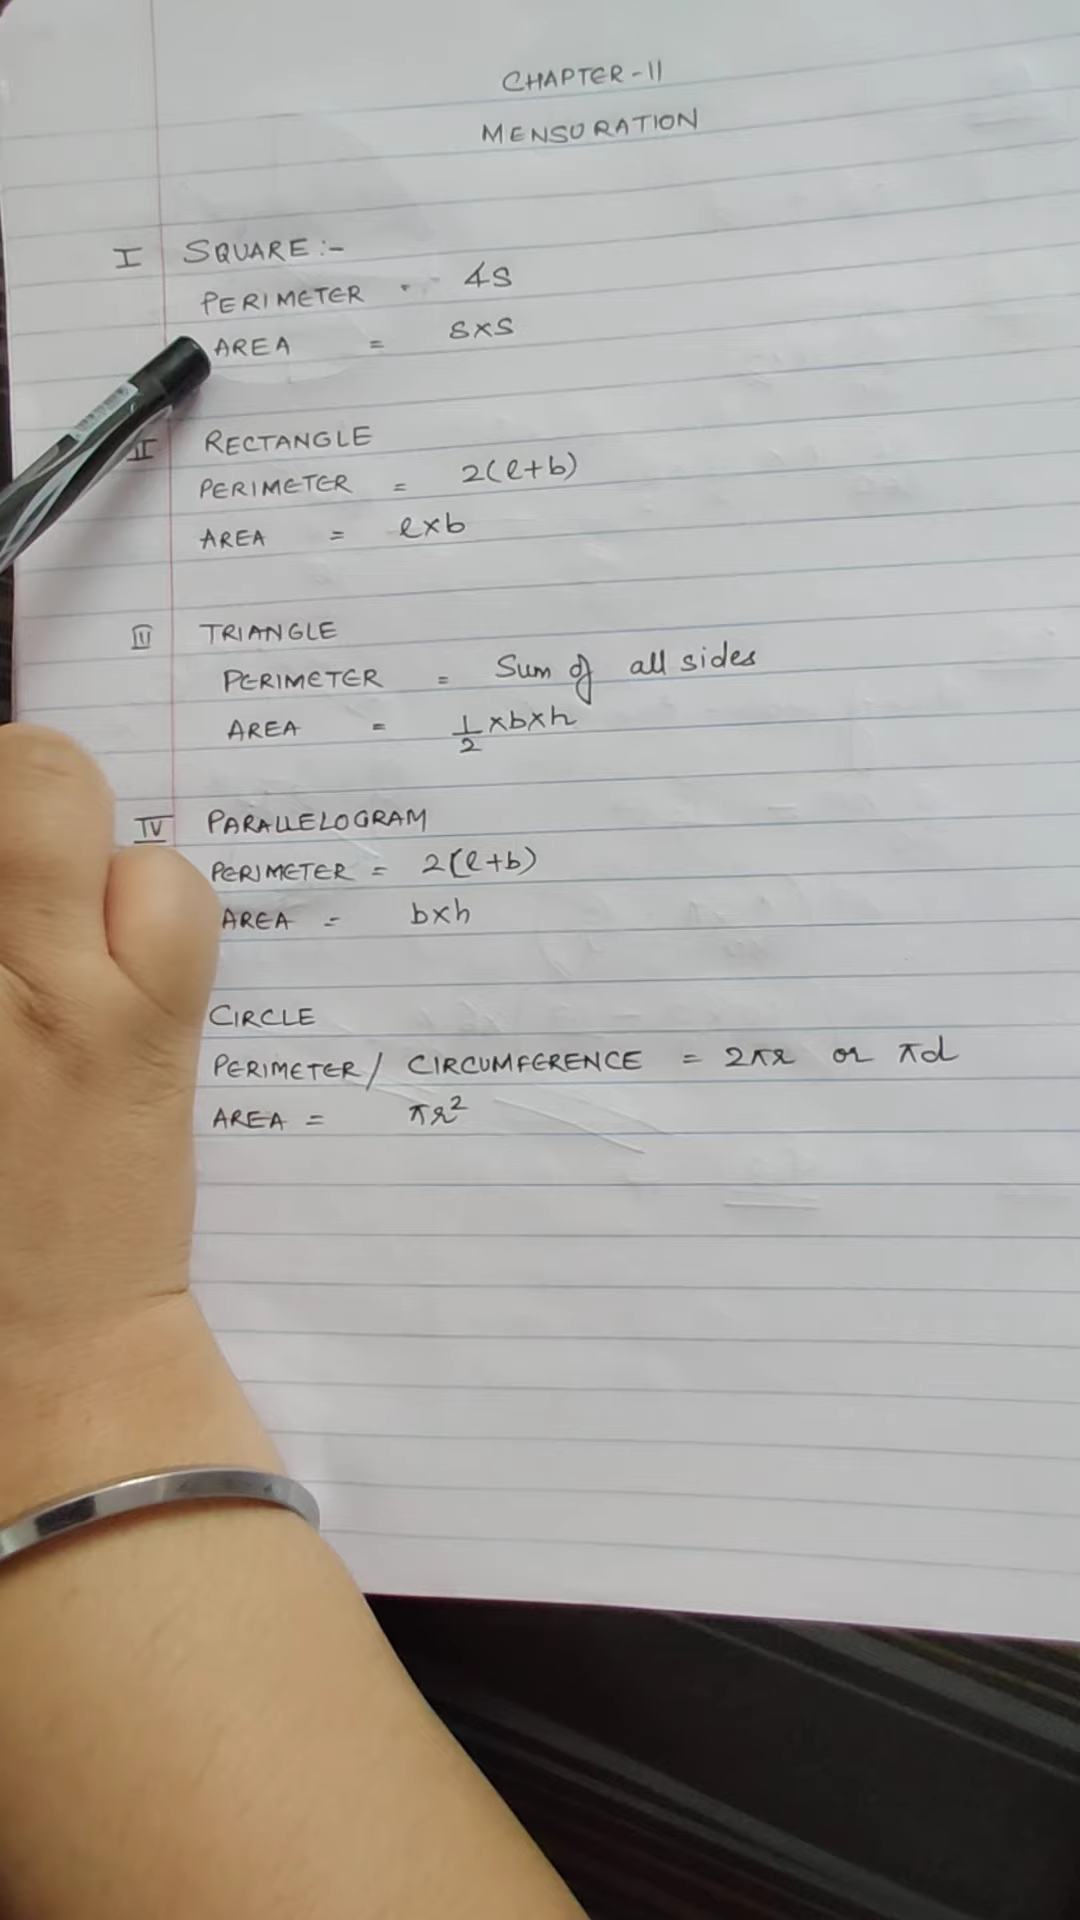 CHAPTER-11
MENSURATION
I SQUARE:-
PERIMETER = 4S
AREA = S×S
II RECTANGLE
PERIMETER = 2(l+b)
AREA = l×b
III TRIANGLE
PERIMETER = Sum of all sides
AREA = 1/2 ×b×h
IV PARALLELOGRAM
PERIMETER = 2(l+b)
AREA = b×h
CIRCLE
PERIMETER/ CIRCUMFERENCE = 2πr or πd
AREA = πr²